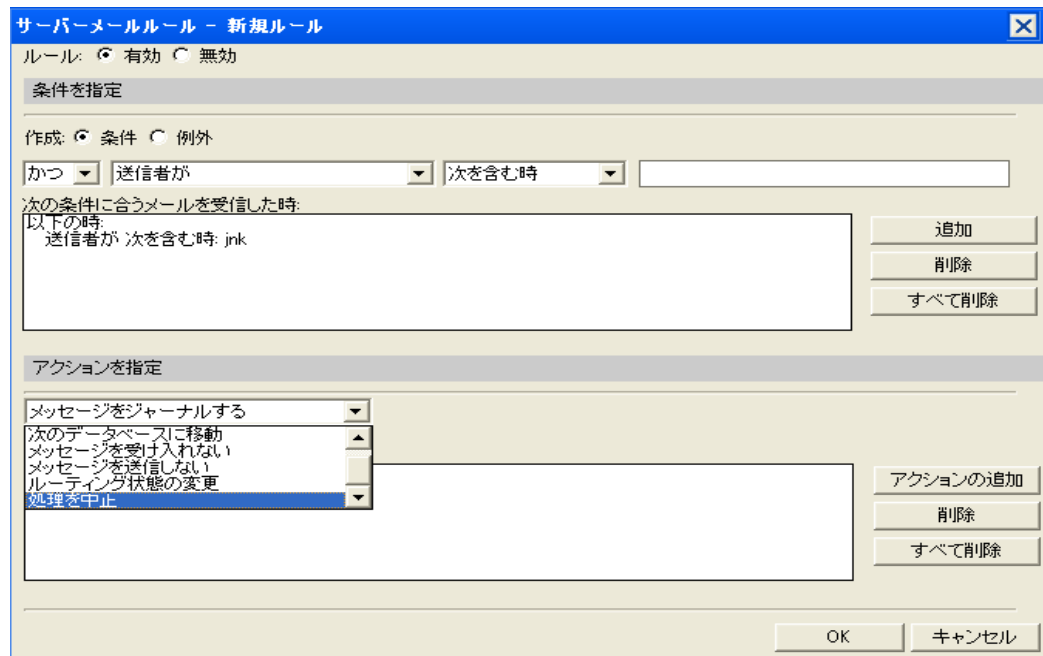 サーバーメールルール - 新規ルール
ルール: 有効 無効
条件を指定
作成: 条件 例外
かつ 送信者が 次を含む時
次の条件に合うメールを受信した時:
以下の時:
送信者が 次を含む時: jnk
追加
削除
すべて削除
アクションを指定
メッセージをジャーナルする
次のデータベースに移動
メッセージを受け入れない
メッセージを送信しない
ルーティング状態の変更
処理を中止
アクションの追加
削除
すべて削除
OK キャンセル